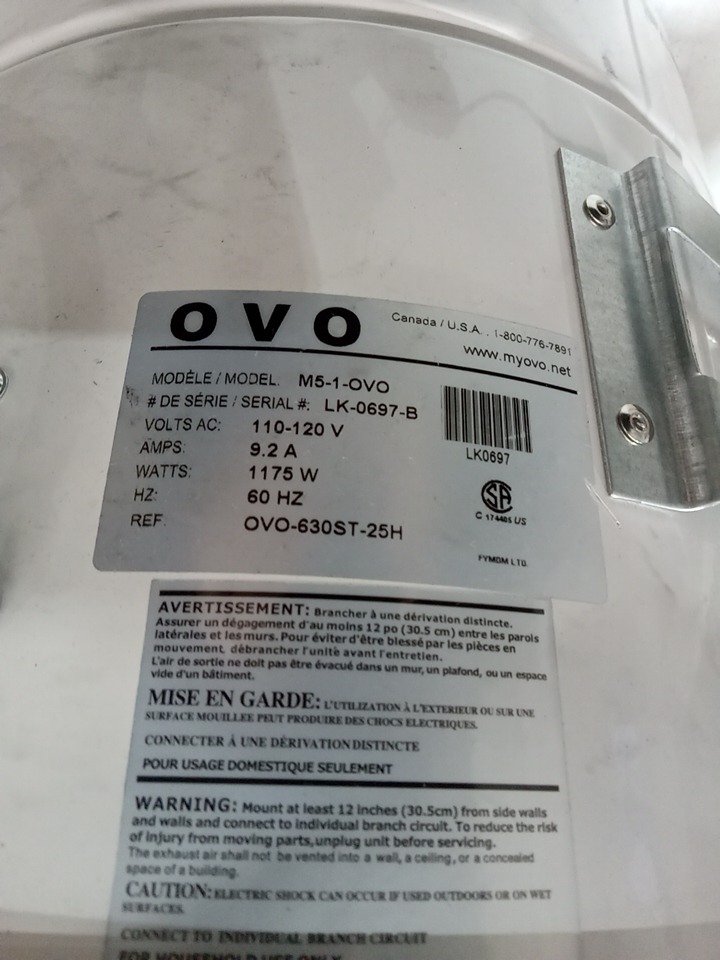 OVO
Canada / U.S.A. . 1-800-776-7891
www.myovo.net
MODÈLE / MODEL. M5-1-OVO
# DE SÉRIE / SERIAL #: LK-0697-B
VOLTS AC: 110-120 V
AMPS: 9.2 A
WATTS: 1175 W
HZ: 60 HZ
REF. OVO-630ST-25H
LK0697
C 174405 US
FYMDM LTD.
AVERTISSEMENT: Brancher à une dérivation distincte.
Assurer un dégagement d'au moins 12 po (30.5 cm) entre les parois
latérales et les murs. Pour éviter d'être blessé par les pièces en
mouvement, débrancher l'unité avant l'entretien.
L'air de sortie ne doit pas être évacué dans un mur, un plafond, ou un espace
vide d'un bâtiment.
MISE EN GARDE: L'UTILIZATION À L'EXTERIEUR OU SUR UNE
SURFACE MOUILLEE PEUT PRODUIRE DES CHOCS ELECTRIQUES.
CONNECTER À UNE DÉRIVATION DISTINCTE
POUR USAGE DOMESTIQUE SEULEMENT
WARNING: Mount at least 12 inches (30.5cm) from side walls
and walls and connect to individual branch circuit. To reduce the risk
of injury from moving parts,unplug unit before servicing.
The exhaust air shall not be vented into a wall, a ceiling, or a concealed
space of a building.
CAUTION: ELECTRIC SHOCK CAN OCCUR IF USED OUTDOORS OR ON WET
SURFACES.
CONNECT TO INDIVIDUAL BRANCH CIRCUIT
FOR HOUSEHOLD USE ONLY